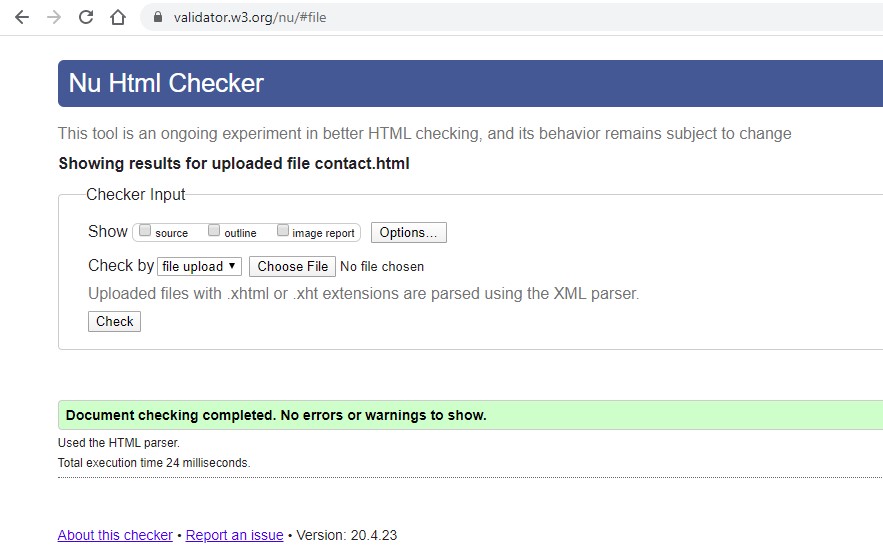 validator.w3.org/nu/#file
Nu Html Checker
This tool is an ongoing experiment in better HTML checking, and its behavior remains subject to change
Showing results for uploaded file contact.html
Checker Input
Show source outline image report Options...
Check by file upload Choose File No file chosen
Uploaded files with .xhtml or .xht extensions are parsed using the XML parser.
Check
Document checking completed. No errors or warnings to show.
Used the HTML parser.
Total execution time 24 milliseconds.
About this checker • Report an issue • Version: 20.4.23